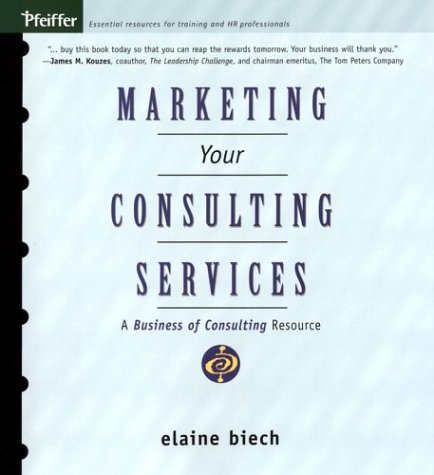 Pfeiffer
Essential resources for training and HR professionals
"... buy this book today so that you can reap the rewards tomorrow. Your business will thank you."
—James M. Kouzes, coauthor, The Leadership Challenge, and chairman emeritus, The Tom Peters Company
MARKETING
Your
CONSULTING
SERVICES
A Business of Consulting Resource
elaine biech